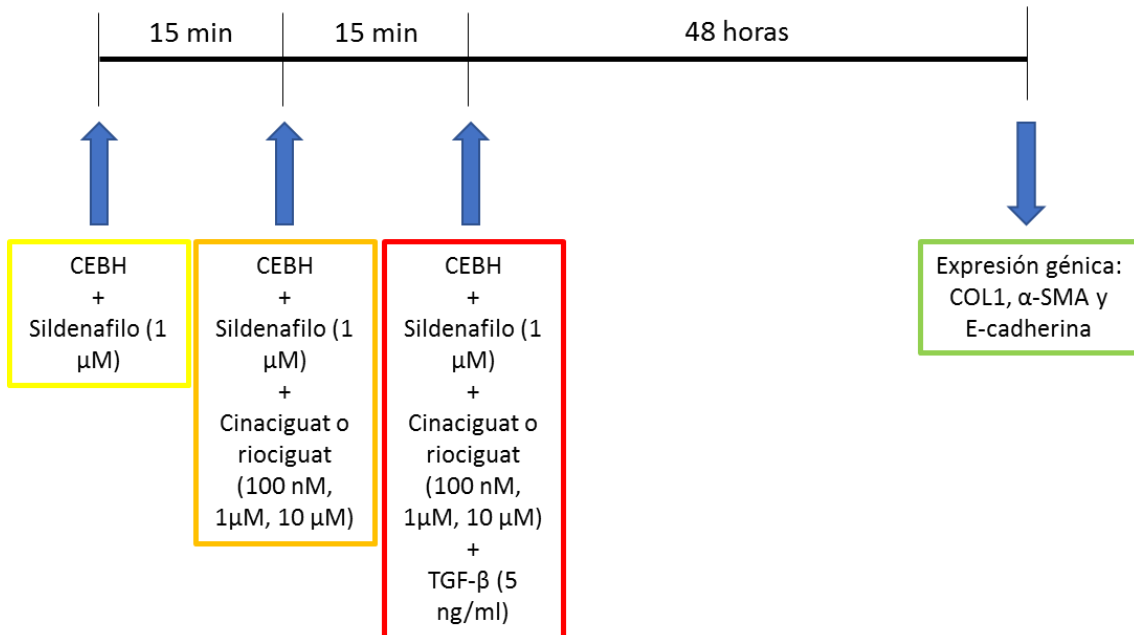 15 min
15 min
48 horas
CEBH
+
Sildenafilo (1
µM)
CEBH
+
Sildenafilo (1
µM)
+
Cinaciguat o
riociguat
(100 nM,
1µM, 10 µM)
CEBH
+
Sildenafilo (1
µM)
+
Cinaciguat o
riociguat
(100 nM,
1µM, 10 µM)
+
TGF-β (5
ng/ml)
Expresión génica:
COL1, α-SMA y
E-cadherina